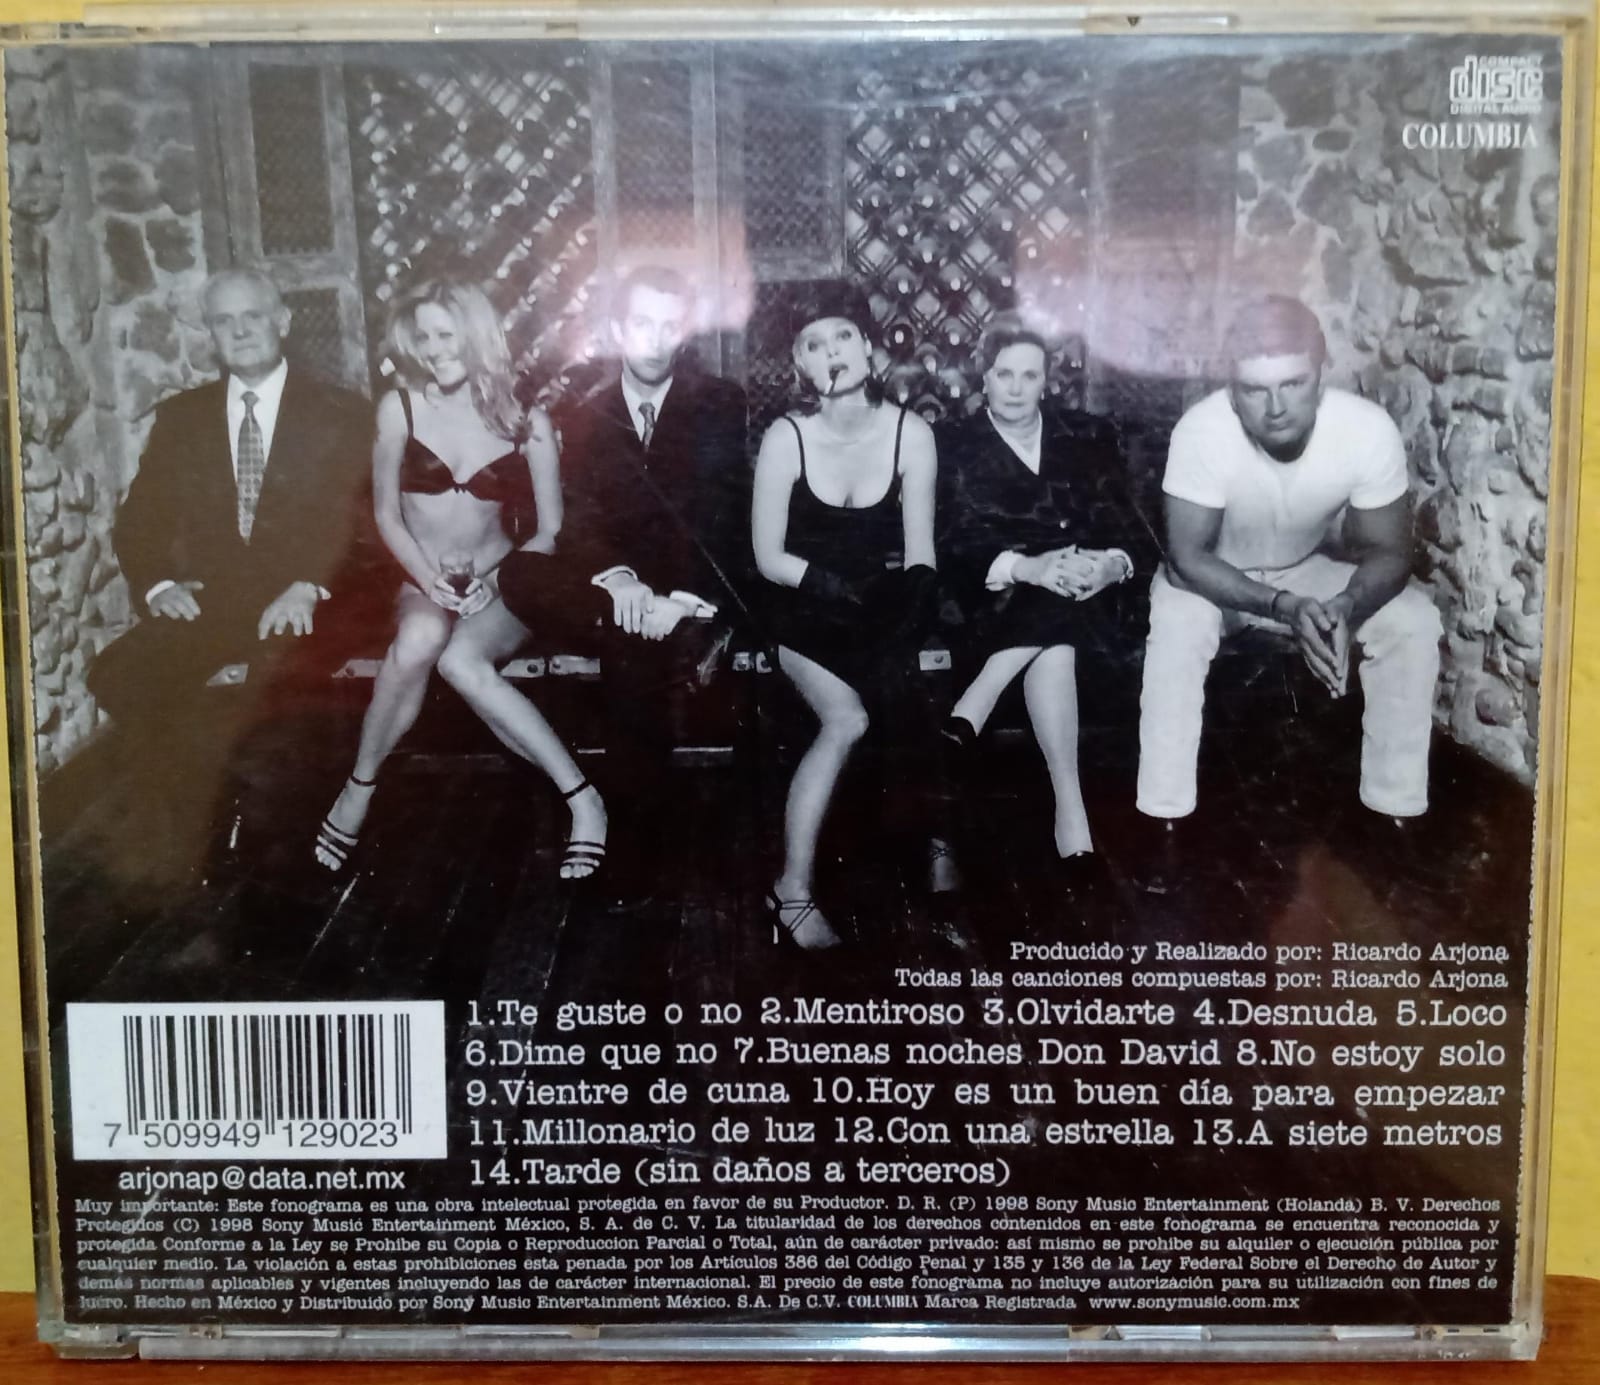 COMPACT
disc
DIGITAL AUDIO
COLUMBIA
Producido y Realizado por: Ricardo Arjona
Todas las canciones compuestas por: Ricardo Arjona
1.Te guste o no 2.Mentiroso 3.Olvidarte 4.Desnuda 5.Loco
6.Dime que no 7.Buenas noches Don David 8.No estoy solo
9.Vientre de cuna 10.Hoy es un buen día para empezar
11.Millonario de luz 12.Con una estrella 13.A siete metros
14.Tarde (sin daños a terceros)
7 509949 129023
arjonap@data.net.mx
Muy importante: Este fonograma es una obra intelectual protegida en favor de su Productor. D. R. (P) 1998 Sony Music Entertainment (Holanda) B. V. Derechos
Protegidos (C) 1998 Sony Music Entertainment México, S. A. de C. V. La titularidad de los derechos contenidos en este fonograma se encuentra reconocida y
protegida Conforme a la Ley se Prohibe su Copia o Reproduccion Parcial o Total, aún de carácter privado: así mismo se prohibe su alquiler o ejecución pública por
cualquier medio. La violación a estas prohibiciones esta penada por los Artículos 386 del Código Penal y 135 y 136 de la Ley Federal Sobre el Derecho de Autor y
demás normas aplicables y vigentes incluyendo las de carácter internacional. El precio de este fonograma no incluye autorización para su utilización con fines de
lucro. Hecho en México y Distribuido por Sony Music Entertainment México. S.A. De C.V. COLUMBIA Marca Registrada www.sonymusic.com.mx